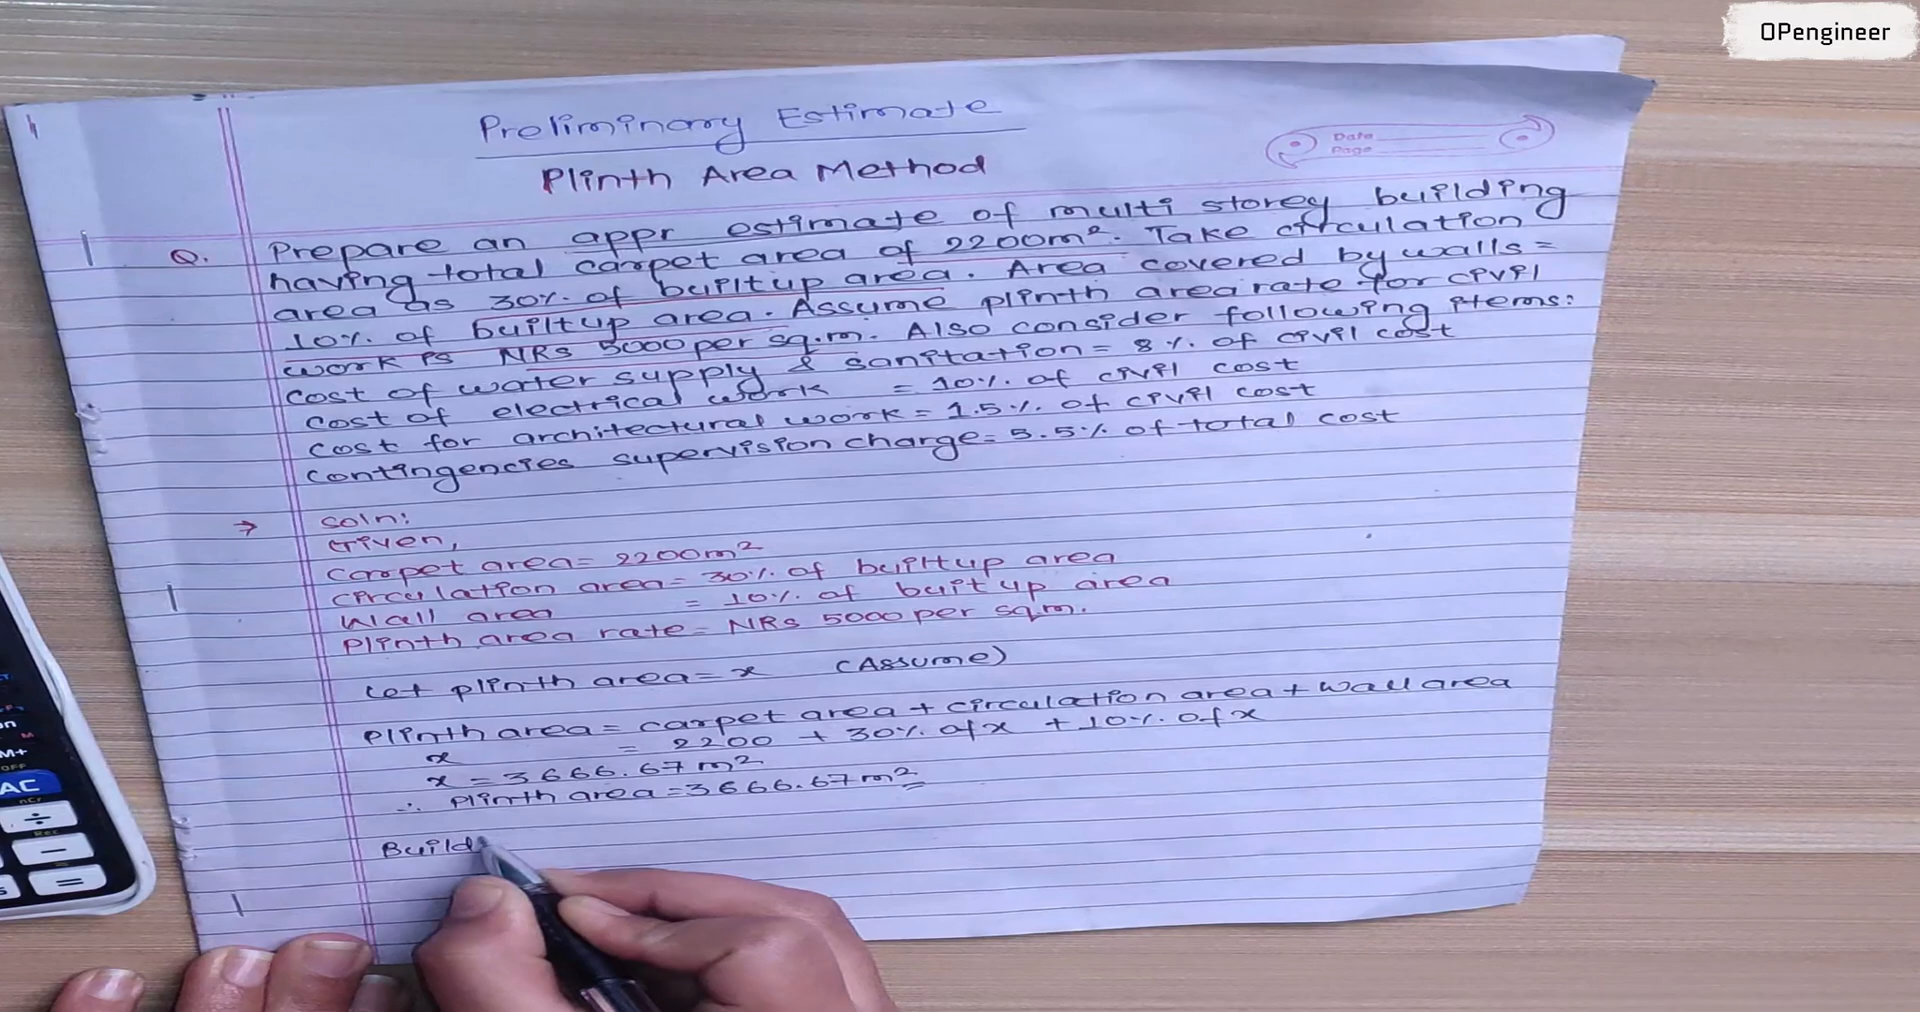 OPengineer
Preliminary Estimate
Date
Page
Plinth Area Method
Q. Prepare an appr estimate of multi storey building
having total carpet area of 2200m². Take circulation
area as 30% of builtup area. Area covered by walls =
10% of builtup area. Assume plinth area rate for civil
work is NRs 5000 per sq.m. Also consider following items:
cost of water supply & sanitation = 8% of civil cost
cost of electrical work = 10% of civil cost
cost for architectural work = 1.5% of civil cost
contingencies supervision charge = 5.5% of total cost
→ Soln:
Given,
Carpet area = 2200m²
circulation area = 30% of builtup area
Wall area = 10% of buitup area
Plinth area rate = NRs 5000 per sq.m.
Let plinth area = x (Assume)
Plinth area = carpet area + circulation area + wall area
x = 2200 + 30% of x + 10% of x
x = 3666.67 m²
∴ Plinth area = 3666.67 m²
Build
AC
M+
÷
−
=